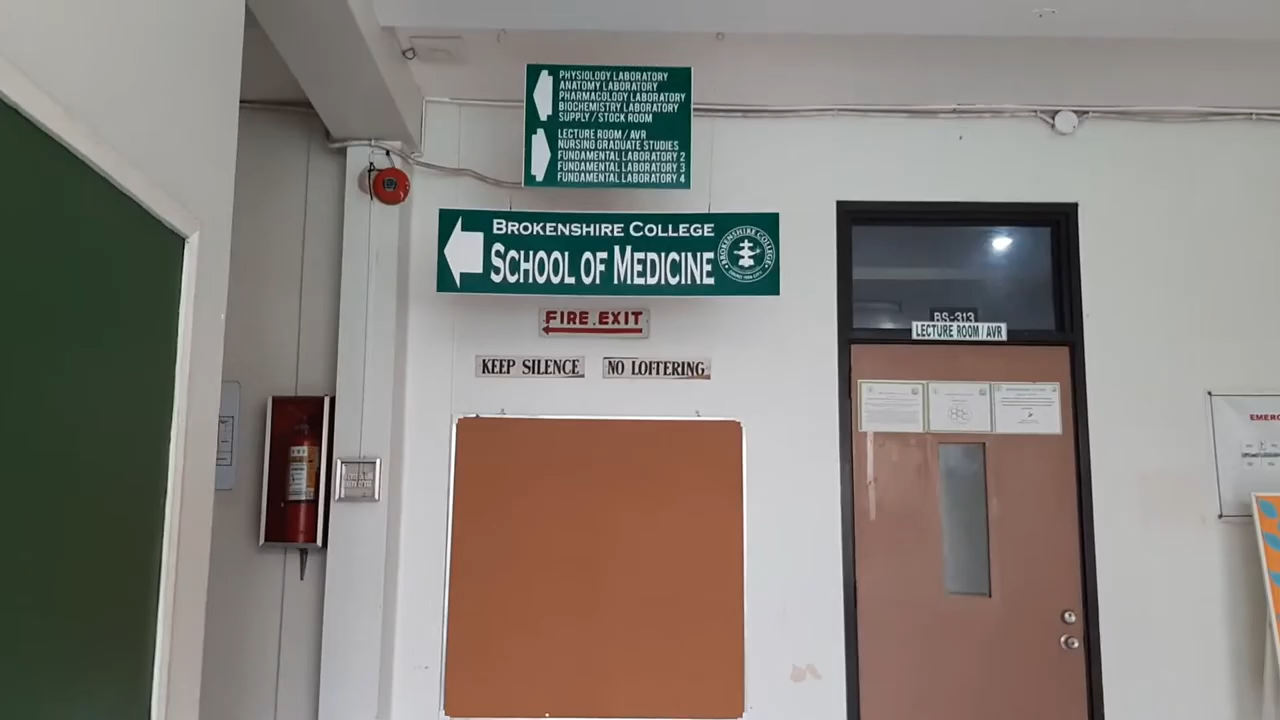 PHYSIOLOGY LABORATORY
ANATOMY LABORATORY
PHARMACOLOGY LABORATORY
BIOCHEMISTRY LABORATORY
SUPPLY / STOCK ROOM
LECTURE ROOM / AVR
NURSING GRADUATE STUDIES
FUNDAMENTAL LABORATORY 2
FUNDAMENTAL LABORATORY 3
FUNDAMENTAL LABORATORY 4
BROKENSHIRE COLLEGE
SCHOOL OF MEDICINE
BROKENSHIRE COLLEGE
FIRE EXIT
KEEP SILENCE
NO LOITERING
BS-313
LECTURE ROOM / AVR